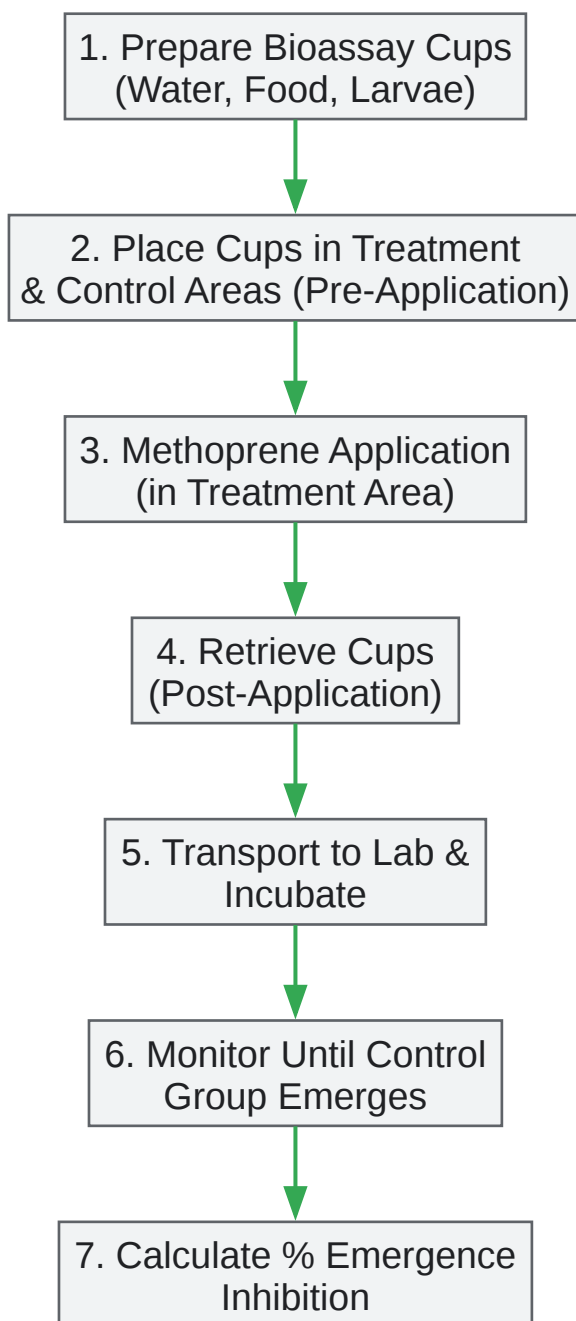 1. Prepare Bioassay Cups
(Water, Food, Larvae)
2. Place Cups in Treatment
& Control Areas (Pre-Application)
3. Methoprene Application
(in Treatment Area)
4. Retrieve Cups
(Post-Application)
5. Transport to Lab &
Incubate
6. Monitor Until Control
Group Emerges
7. Calculate % Emergence
Inhibition